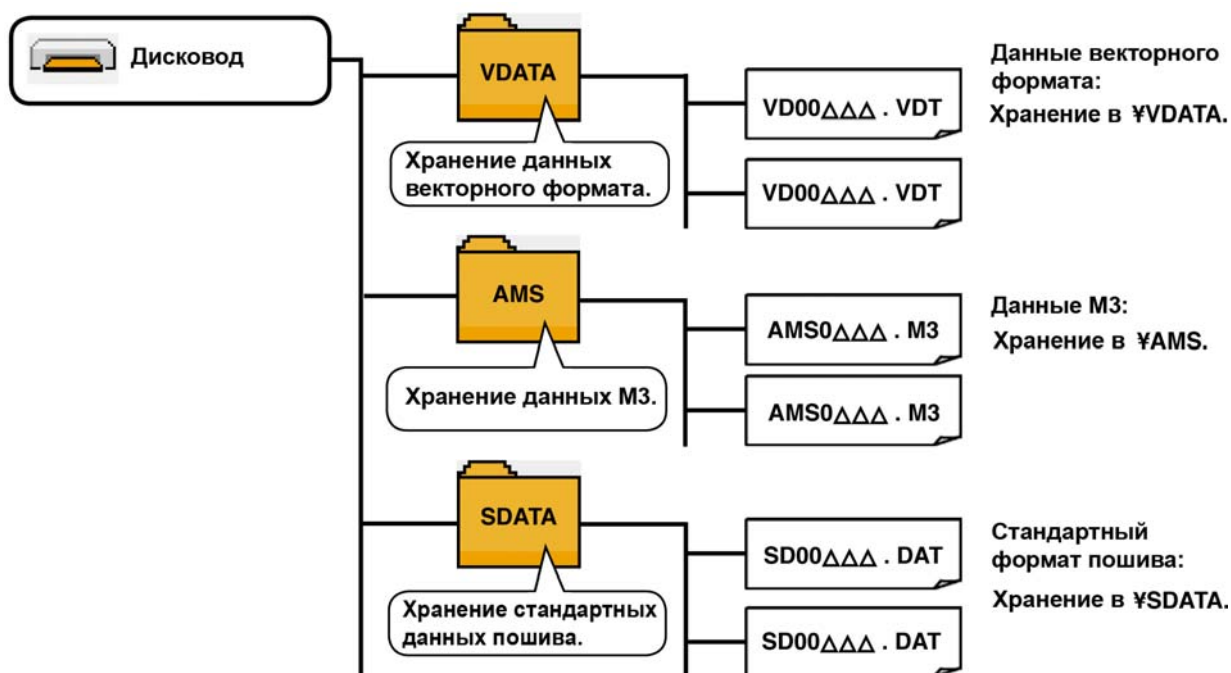 Дисковод
VDATA
Хранение данных
векторного формата.
VD00△△△ . VDT
VD00△△△ . VDT
Данные векторного
формата:
Хранение в ¥VDATA.
AMS
Хранение данных М3.
AMS0△△△ . M3
AMS0△△△ . M3
Данные М3:
Хранение в ¥AMS.
SDATA
Хранение стандартных
данных пошива.
SD00△△△ . DAT
SD00△△△ . DAT
Стандартный
формат пошива:
Хранение в ¥SDATA.